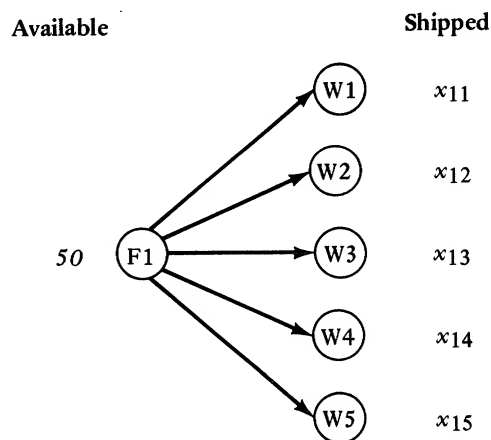 Available
Shipped
W1 x11
W2 x12
50 F1 W3 x13
W4 x14
W5 x15